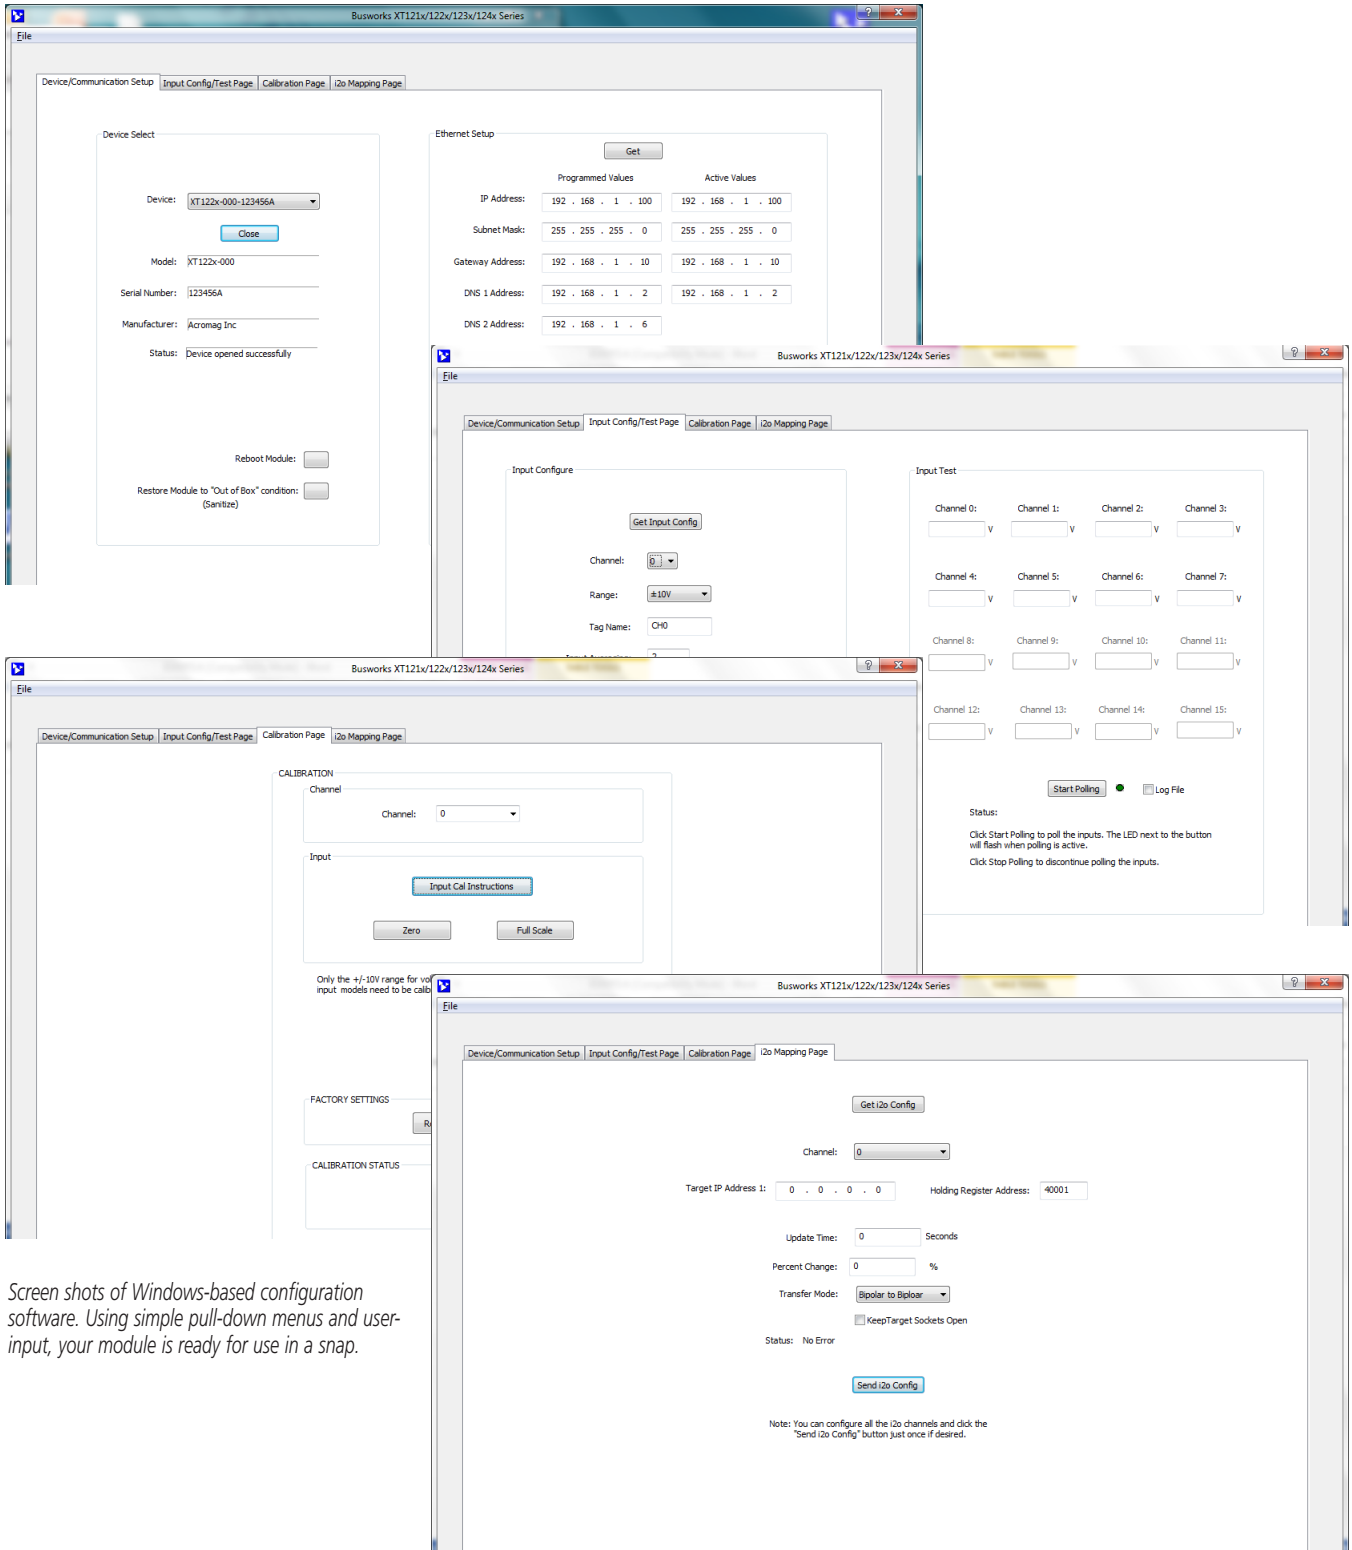 Busworks XT121x/122x/123x/124x Series
File
Device/Communication Setup Input Config/Test Page Calibration Page i2o Mapping Page
Device Select
Device: XT122x-000-123456A
Close
Model: XT122x-000
Serial Number: 123456A
Manufacturer: Acromag Inc
Status: Device opened successfully
Reboot Module:
Restore Module to "Out of Box" condition:
(Sanitize)
Ethernet Setup
Get
Programmed Values Active Values
IP Address: 192 . 168 . 1 . 100 192 . 168 . 1 . 100
Subnet Mask: 255 . 255 . 255 . 0 255 . 255 . 255 . 0
Gateway Address: 192 . 168 . 1 . 10 192 . 168 . 1 . 10
DNS 1 Address: 192 . 168 . 1 . 2 192 . 168 . 1 . 2
DNS 2 Address: 192 . 168 . 1 . 6
Busworks XT121x/122x/123x/124x Series
File
Device/Communication Setup Input Config/Test Page Calibration Page i2o Mapping Page
Input Configure
Get Input Config
Channel: 0
Range: ±10V
Tag Name: CH0
Input Test
Channel 0: Channel 1: Channel 2: Channel 3:
V V V V
Channel 4: Channel 5: Channel 6: Channel 7:
V V V V
Channel 8: Channel 9: Channel 10: Channel 11:
V V V V
Channel 12: Channel 13: Channel 14: Channel 15:
V V V V
Start Polling Log File
Status:
Click Start Polling to poll the inputs. The LED next to the button
will flash when polling is active.
Click Stop Polling to discontinue polling the inputs.
Busworks XT121x/122x/123x/124x Series
File
Device/Communication Setup Input Config/Test Page Calibration Page i2o Mapping Page
CALIBRATION
Channel
Channel: 0
Input
Input Cal Instructions
Zero Full Scale
Only the +/-10V range for
input models need to be
FACTORY SETTINGS
CALIBRATION STATUS
Busworks XT121x/122x/123x/124x Series
File
Device/Communication Setup Input Config/Test Page Calibration Page i2o Mapping Page
Get i2o Config
Channel: 0
Target IP Address 1: 0 . 0 . 0 . 0 Holding Register Address: 40001
Update Time: 0 Seconds
Percent Change: 0 %
Transfer Mode: Bipolar to Biploar
KeepTarget Sockets Open
Status: No Error
Send i2o Config
Note: You can configure all the i2o channels and click the
"Send i2o Config" button just once if desired.
Screen shots of Windows-based configuration
software. Using simple pull-down menus and user-
input, your module is ready for use in a snap.